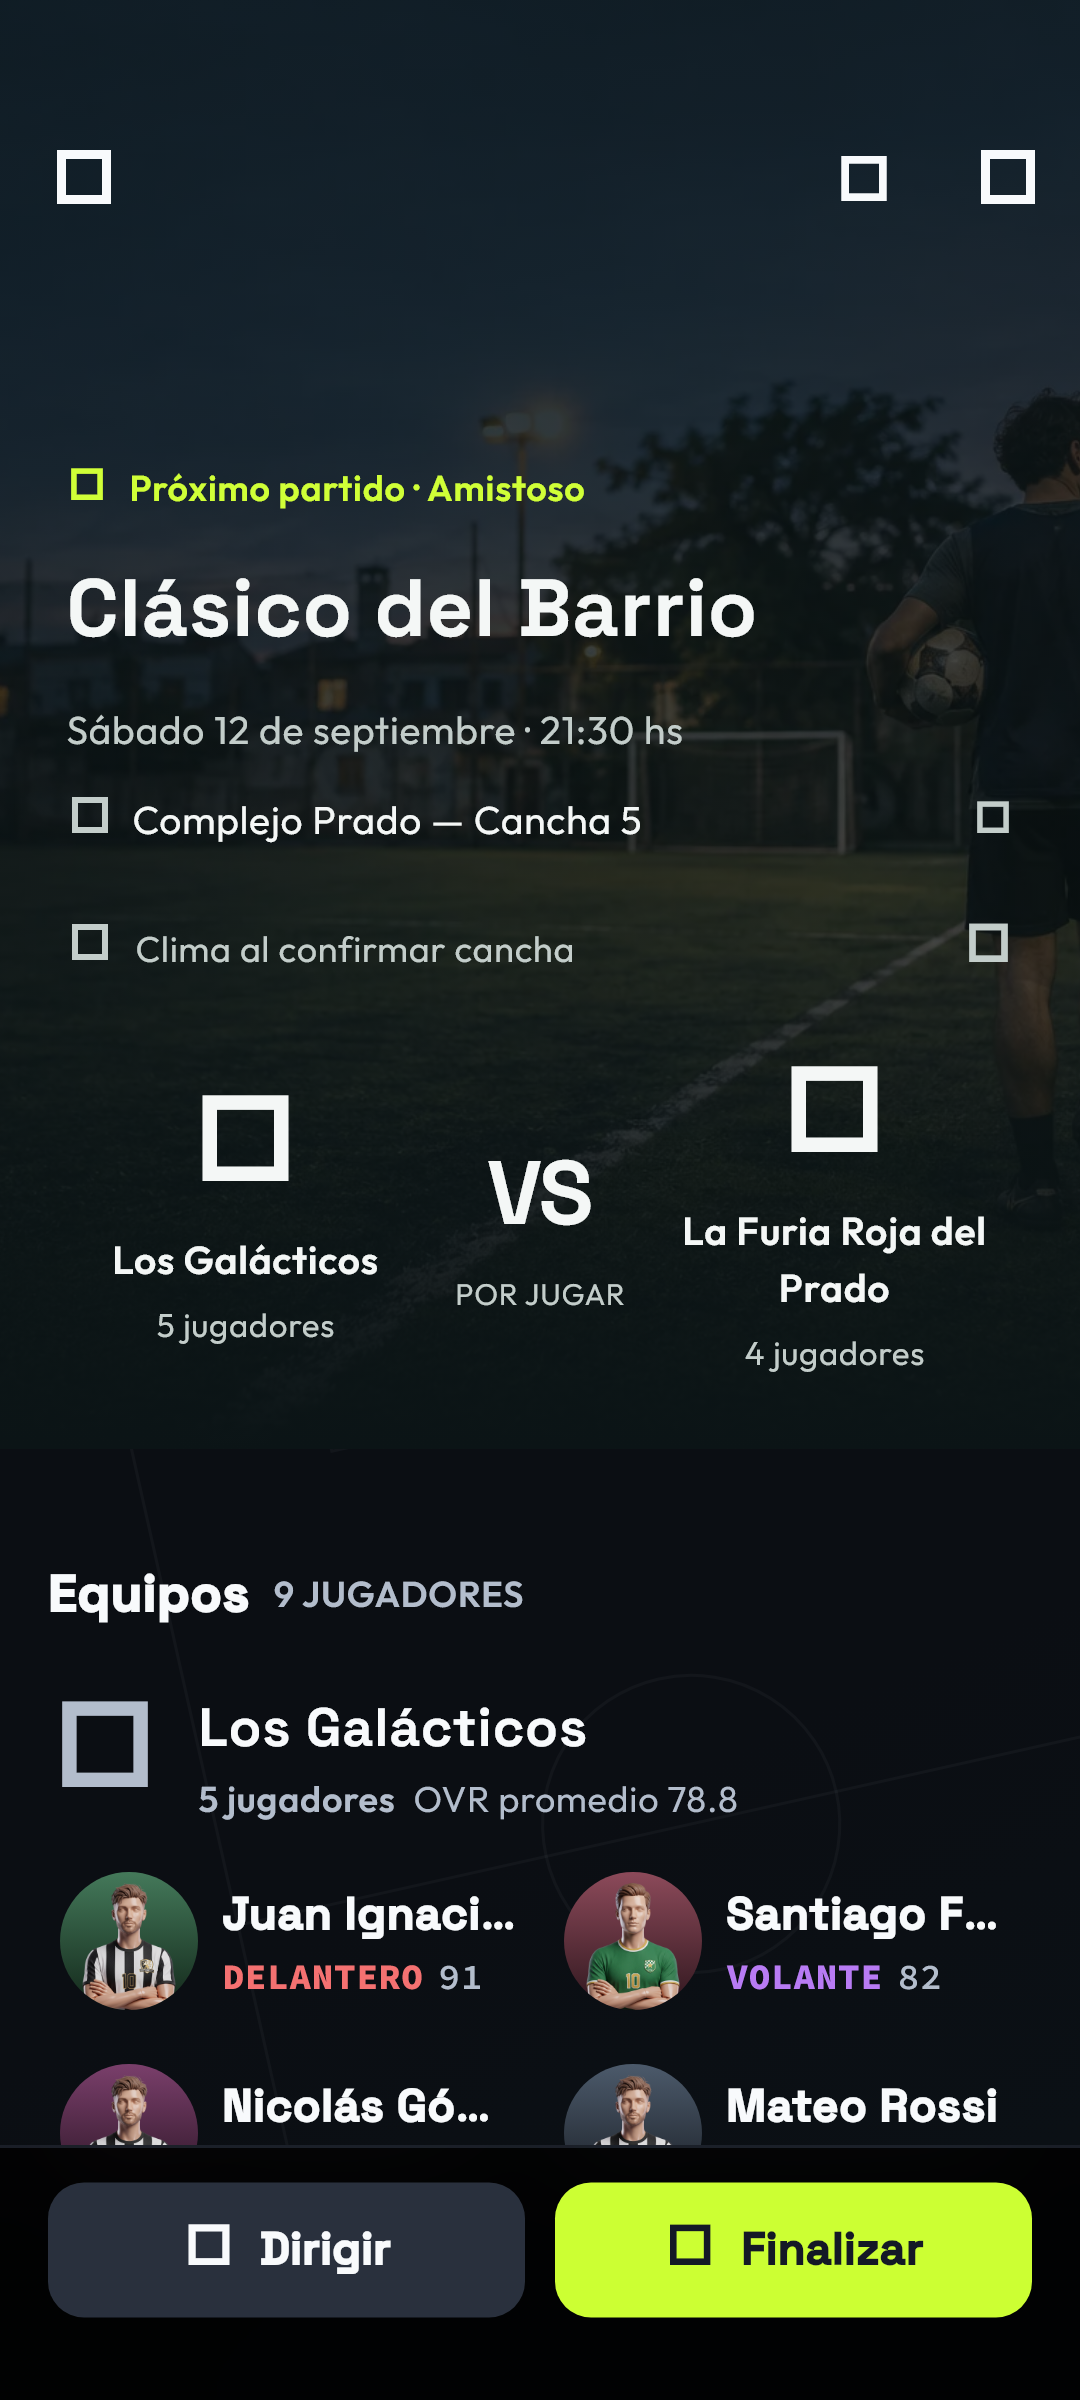 Próximo partido · Amistoso
Clásico del Barrio
Sábado 12 de septiembre · 21:30 hs
Complejo Prado — Cancha 5
Clima al confirmar cancha
Los Galácticos
5 jugadores
VS
POR JUGAR
La Furia Roja del
Prado
4 jugadores
Equipos 9 JUGADORES
Los Galácticos
5 jugadores OVR promedio 78.8
Juan Ignaci...
DELANTERO 91
Santiago F...
VOLANTE 82
Nicolás Gó...
Mateo Rossi
Dirigir
Finalizar